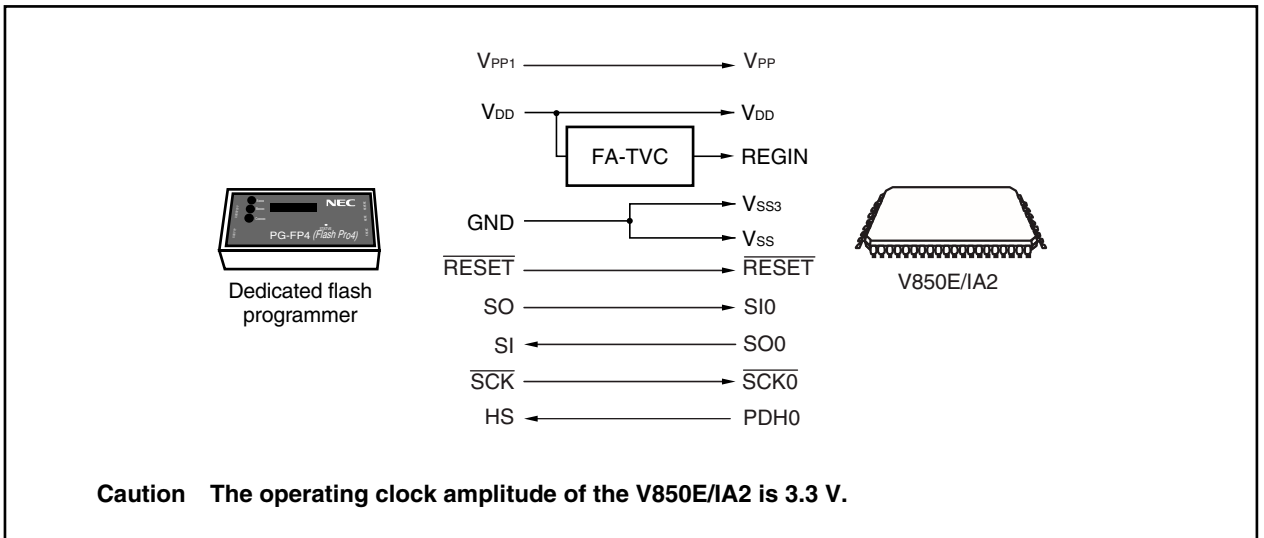 VPP1 VPP
VDD VDD
FA-TVC REGIN
NEC
PG-FP4 (Flash Pro4)
GND VSS3
VSS
RESET RESET
V850E/IA2
Dedicated flash
programmer
SO SI0
SI SO0
SCK SCK0
HS PDH0
Caution The operating clock amplitude of the V850E/IA2 is 3.3 V.